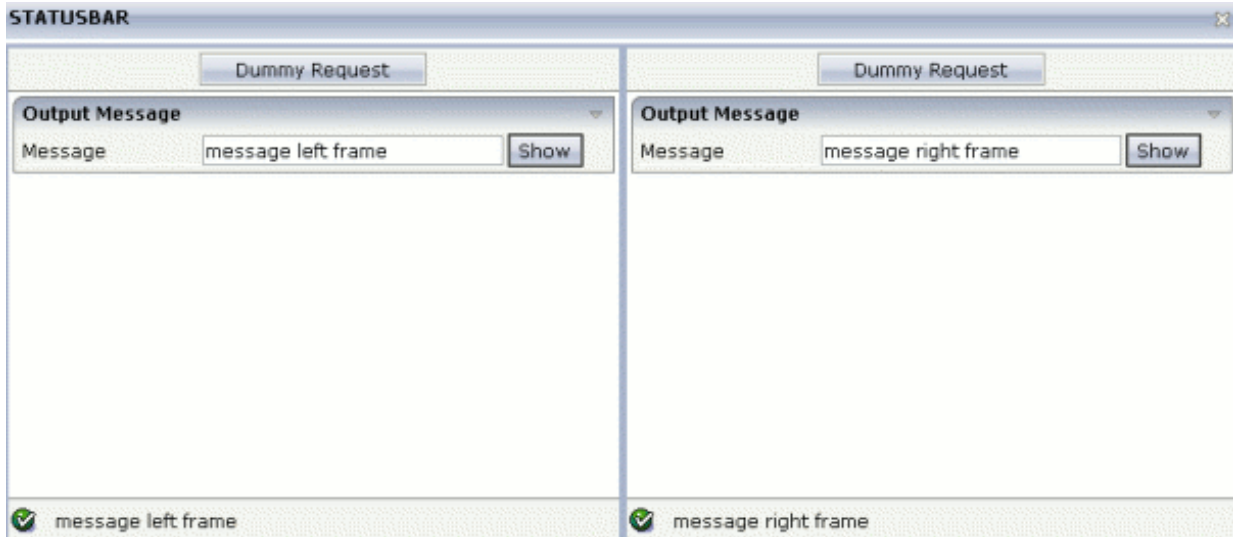 STATUSBAR
Dummy Request
Output Message
Message message left frame Show
message left frame
Dummy Request
Output Message
Message message right frame Show
message right frame